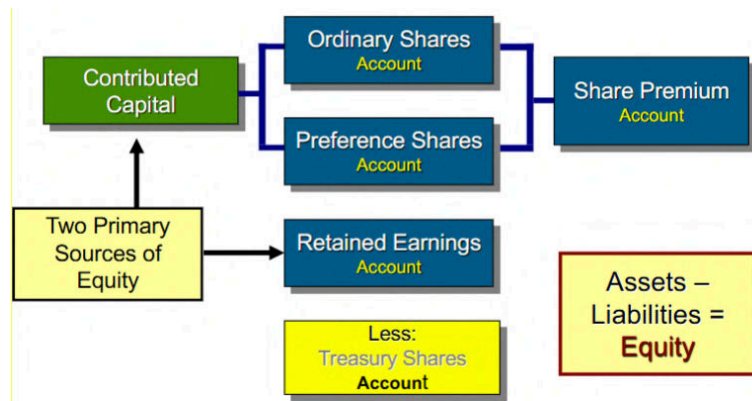 Contributed
Capital
Ordinary Shares
Account
Preference Shares
Account
Share Premium
Account
Two Primary
Sources of
Equity
Retained Earnings
Account
Less:
Treasury Shares
Account
Assets –
Liabilities =
Equity